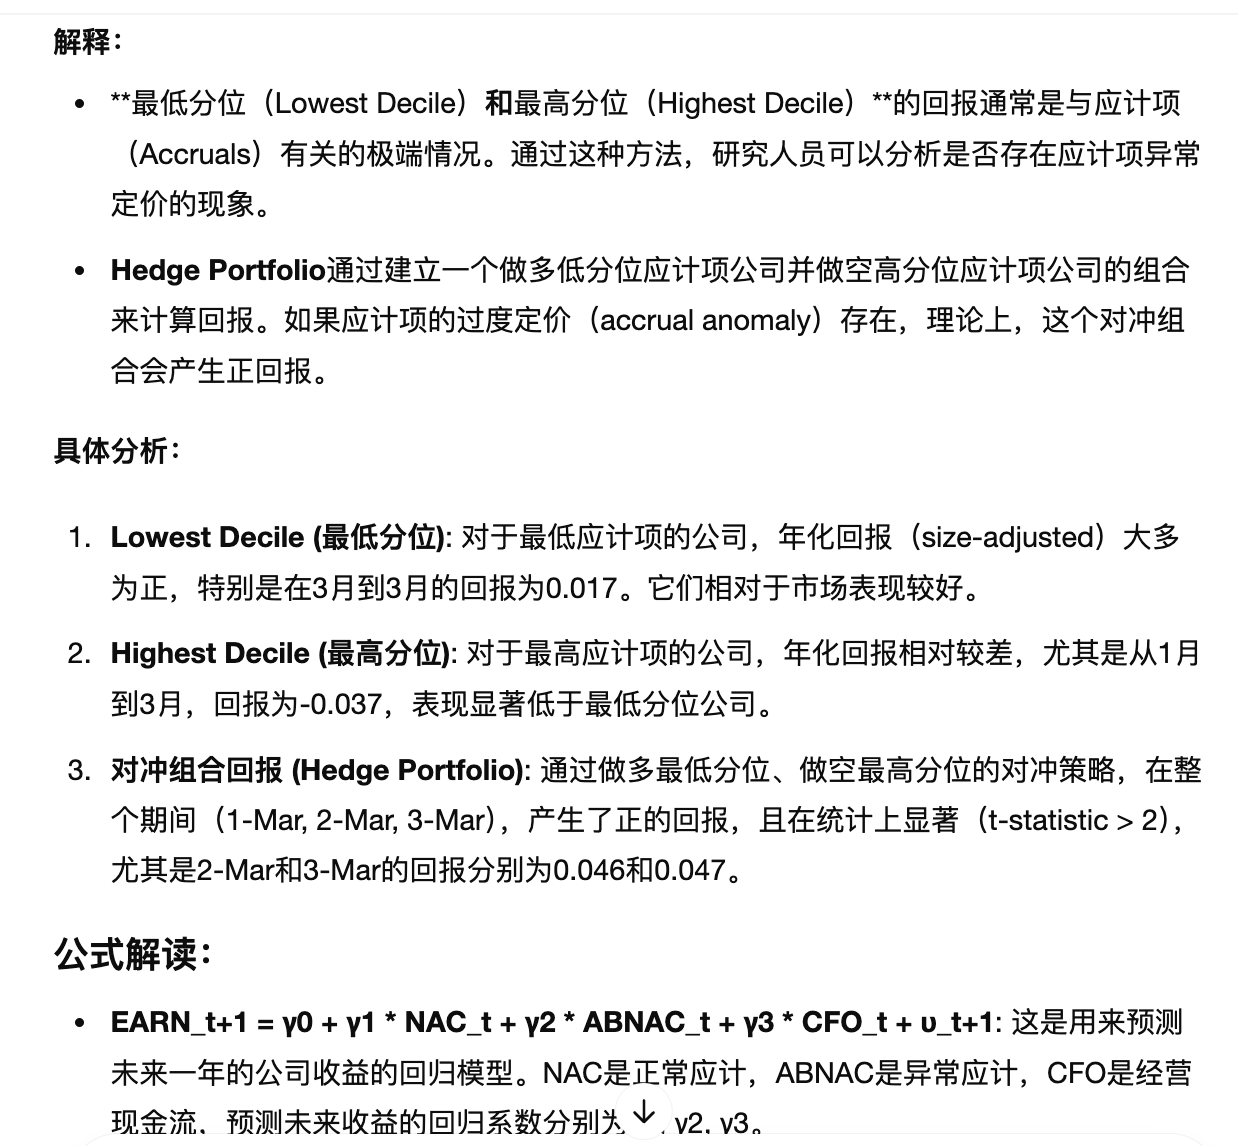 解释：
• **最低分位（Lowest Decile）和最高分位（Highest Decile）**的回报通常是与应计项
（Accruals）有关的极端情况。通过这种方法，研究人员可以分析是否存在应计项异常
定价的现象。
• Hedge Portfolio通过建立一个做多低分位应计项公司并做空高分位应计项公司的组合
来计算回报。如果应计项的过度定价（accrual anomaly）存在，理论上，这个对冲组
合会产生正回报。
具体分析：
1. Lowest Decile (最低分位): 对于最低应计项的公司，年化回报（size-adjusted）大多
为正，特别是在3月到3月的回报为0.017。它们相对于市场表现较好。
2. Highest Decile (最高分位): 对于最高应计项的公司，年化回报相对较差，尤其是从1月
到3月，回报为-0.037，表现显著低于最低分位公司。
3. 对冲组合回报 (Hedge Portfolio): 通过做多最低分位、做空最高分位的对冲策略，在整
个期间（1-Mar, 2-Mar, 3-Mar），产生了正的回报，且在统计上显著（t-statistic > 2），
尤其是2-Mar和3-Mar的回报分别为0.046和0.047。
公式解读：
• EARN_t+1 = γ0 + γ1 * NAC_t + γ2 * ABNAC_t + γ3 * CFO_t + υ_t+1: 这是用来预测
未来一年的公司收益的回归模型。NAC是正常应计，ABNAC是异常应计，CFO是经营
现金流，预测未来收益的回归系数分别为 γ2, γ3。